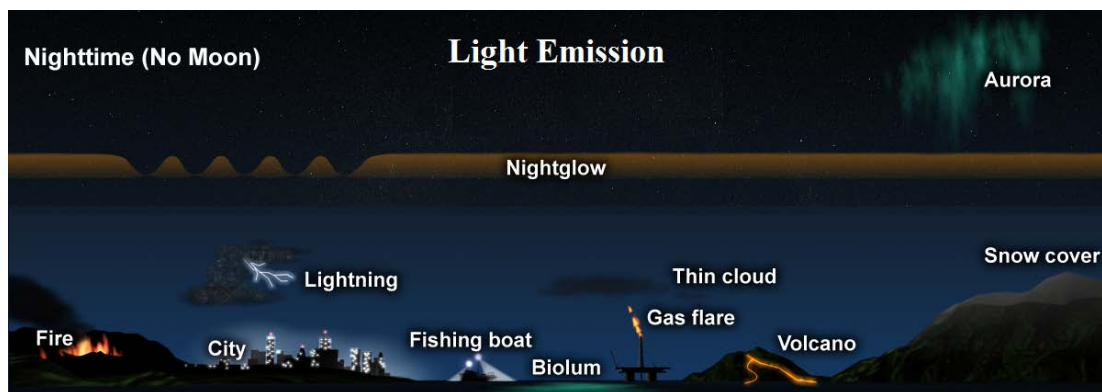 Nighttime (No Moon)
Light Emission
Aurora
Nightglow
Snow cover
Lightning
Thin cloud
Gas flare
Fire
City
Fishing boat
Biolum
Volcano